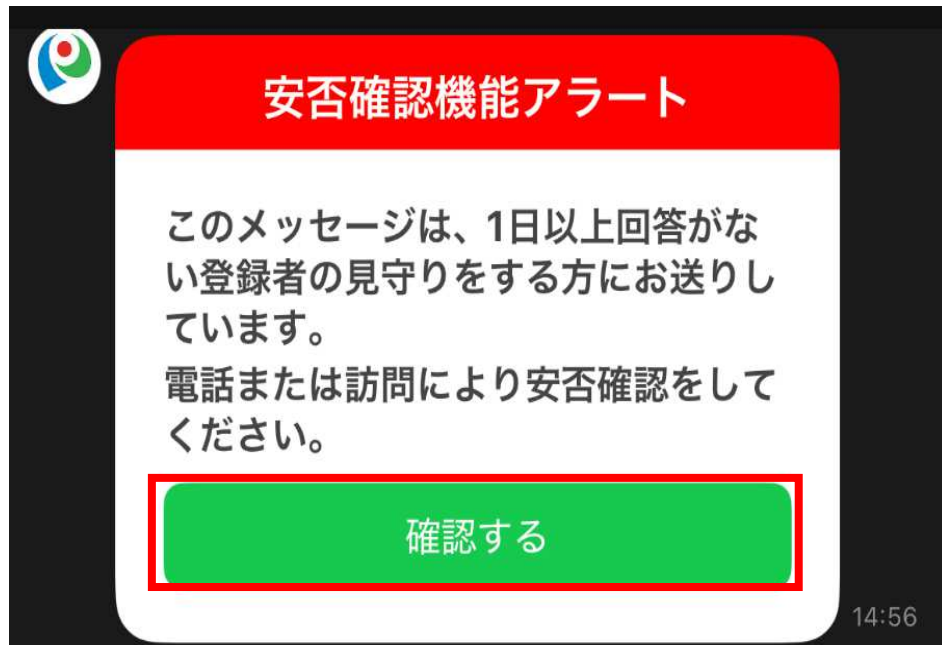 安否確認機能アラート
このメッセージは、1日以上回答がな
い登録者の見守りをする方にお送りし
ています。
電話または訪問により安否確認をして
ください。
確認する
14:56